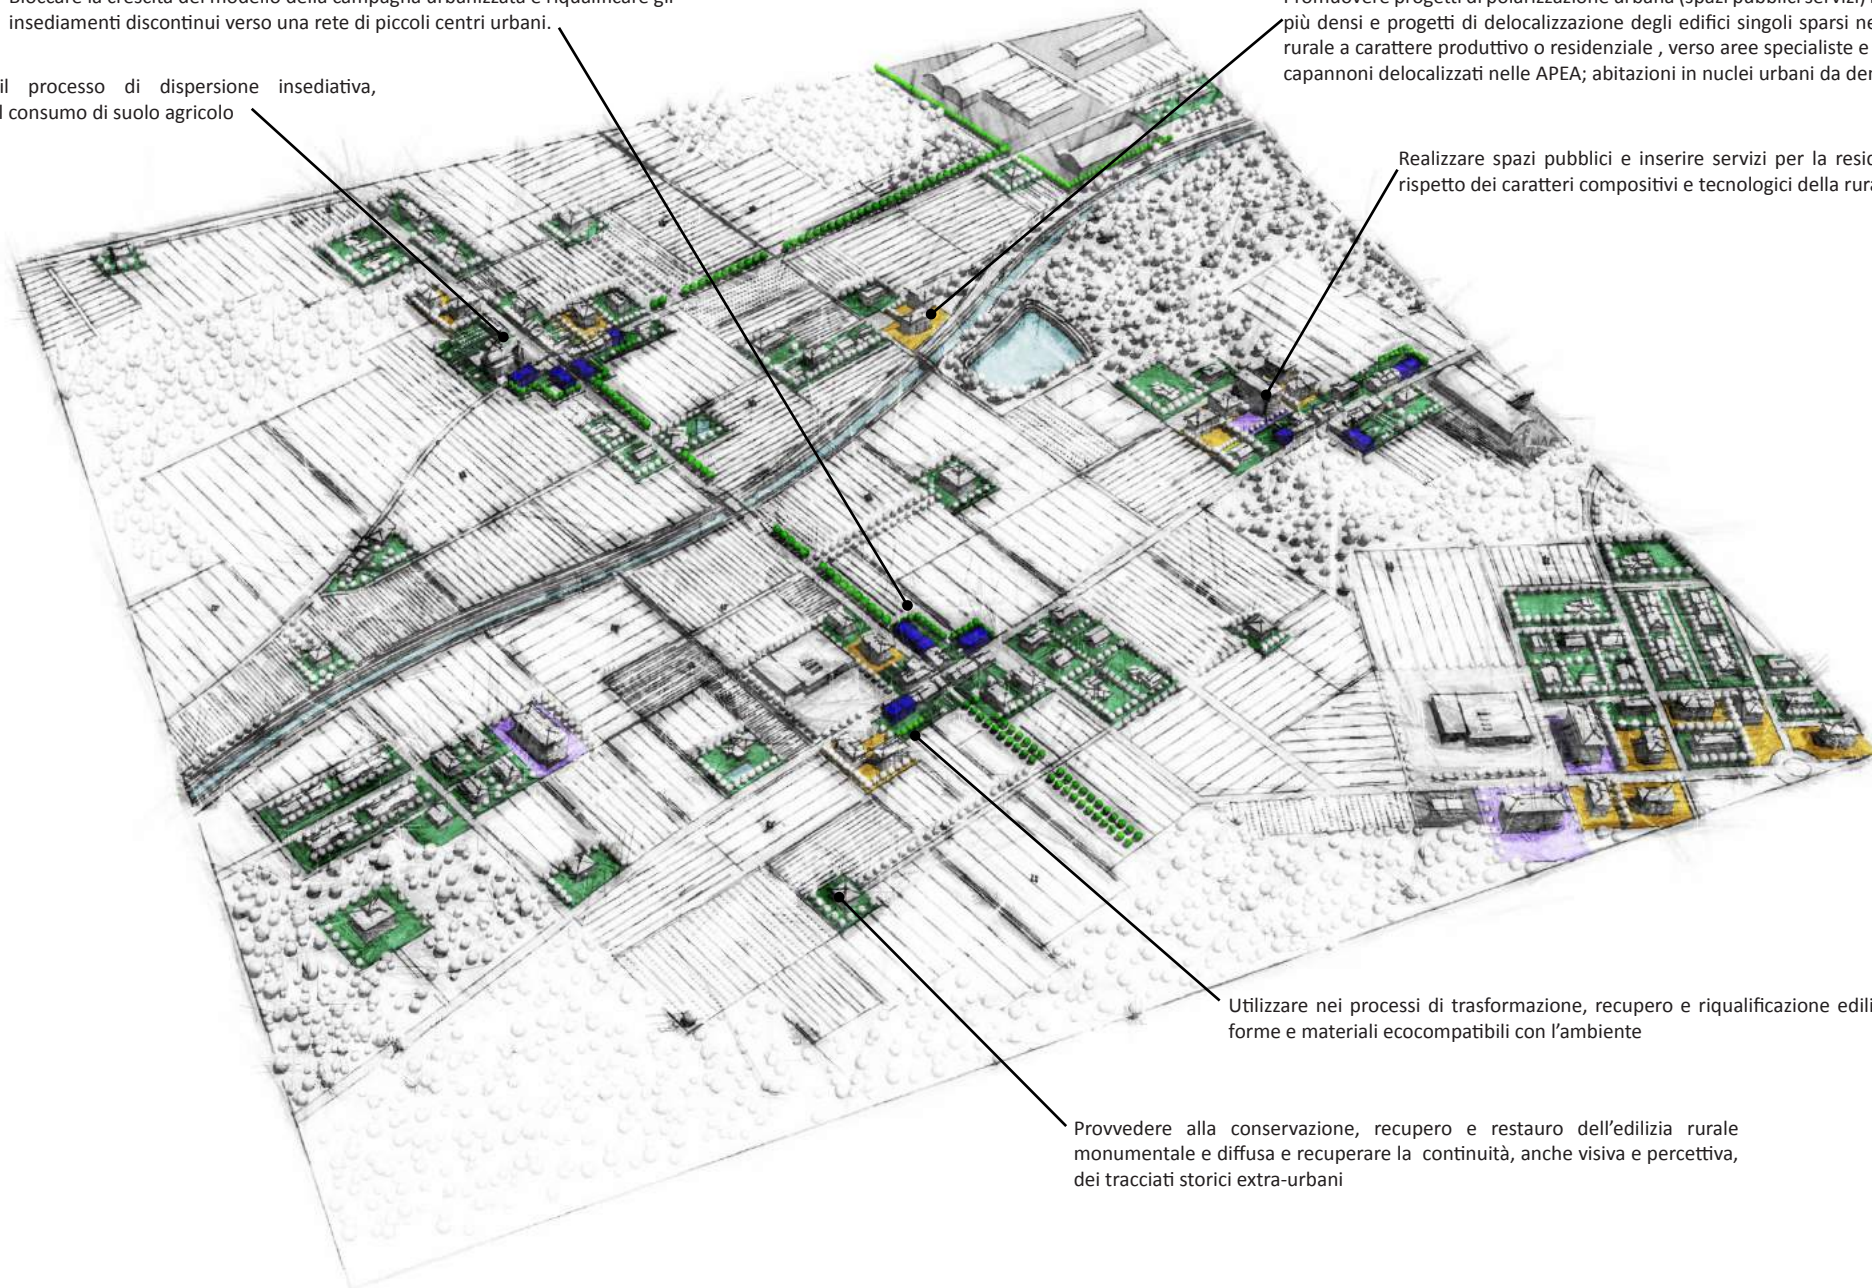 Bloccare la crescita del modello della campagna urbanizzata e riqualificare gli
insediamenti discontinui verso una rete di piccoli centri urbani.
il processo di dispersione insediativa,
consumo di suolo agricolo
Promuovere progetti di polarizzazione urbana (spazi pubblici servizi)
più densi e progetti di delocalizzazione degli edifici singoli sparsi
rurale a carattere produttivo o residenziale , verso aree specialiste e
capannoni delocalizzati nelle APEA; abitazioni in nuclei urbani da
Realizzare spazi pubblici e inserire servizi per la
rispetto dei caratteri compositivi e tecnologici della
Utilizzare nei processi di trasformazione, recupero e riqualificazione
forme e materiali ecocompatibili con l'ambiente
Provvedere alla conservazione, recupero e restauro dell'edilizia rurale
monumentale e diffusa e recuperare la continuità, anche visiva e percettiva,
dei tracciati storici extra-urbani